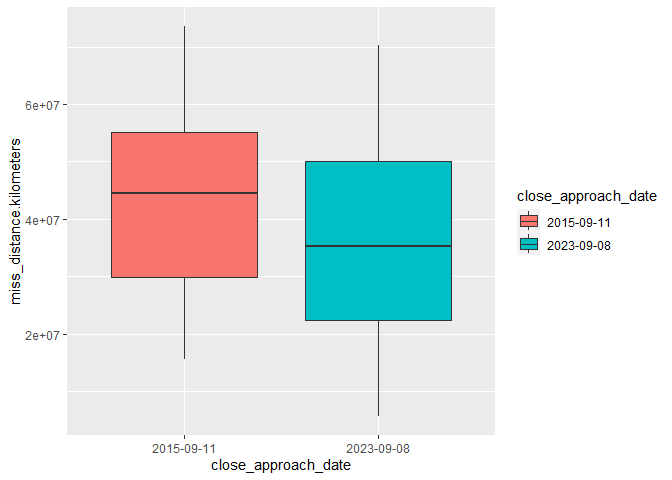 miss_distance.kilometers
6e+07
4e+07
2e+07
2015-09-11
2023-09-08
close_approach_date
close_approach_date
2015-09-11
2023-09-08